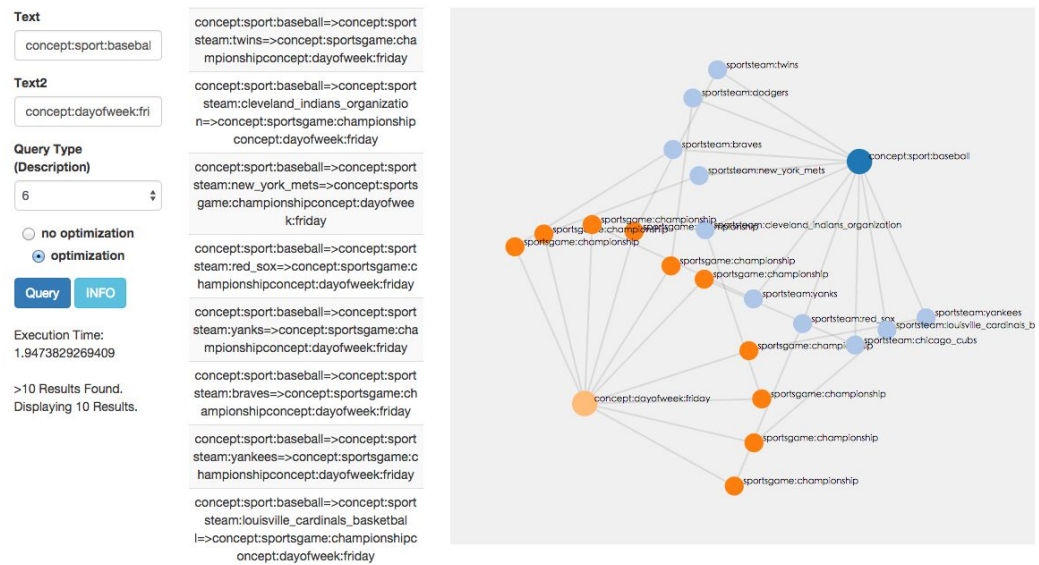 Text
concept:sport:basebal
Text2
concept:dayofweek:fri
Query Type
(Description)
6
no optimization
optimization
Query
INFO
Execution Time:
1.9473829269409
>10 Results Found.
Displaying 10 Results.
concept:sport:baseball=>concept:sport
steam:twins=>concept:sportsgame:cha
mpionshipconcept:dayofweek:friday
concept:sport:baseball=>concept:sport
steam:cleveland_indians_organizatio
n=>concept:sportsgame:championship
concept:dayofweek:friday
concept:sport:baseball=>concept:sport
steam:new_york_mets=>concept:sports
game:championshipconcept:dayofwee
k:friday
concept:sport:baseball=>concept:sport
steam:red_sox=>concept:sportsgame:c
hampionshipconcept:dayofweek:friday
concept:sport:baseball=>concept:sport
steam:yanks=>concept:sportsgame:cha
mpionshipconcept:dayofweek:friday
concept:sport:baseball=>concept:sport
steam:braves=>concept:sportsgame:ch
ampionshipconcept:dayofweek:friday
concept:sport:baseball=>concept:sport
steam:yankees=>concept:sportsgame:c
hampionshipconcept:dayofweek:friday
concept:sport:baseball=>concept:sport
steam:louisville_cardinals_basketbal
l=>concept:sportsgame:championshipc
oncept:dayofweek:friday
sportsteam:twins
sportsteam:dodgers
sportsteam:braves
concept:sport:baseball
sportsteam:new_york_mets
sportsgame:championship
sportsteam:cleveland_indians_organization
sportsgame:championship
sportsgame:championship
sportsgame:championship
sportsgame:championship
sportsteam:yanks
sportsteam:yankees
sportsteam:red_sox
sportsteam:louisville_cardinals_b
sportsteam:chicago_cubs
concept:dayofweek:friday
sportsgame:championship
sportsgame:championship
sportsgame:championship